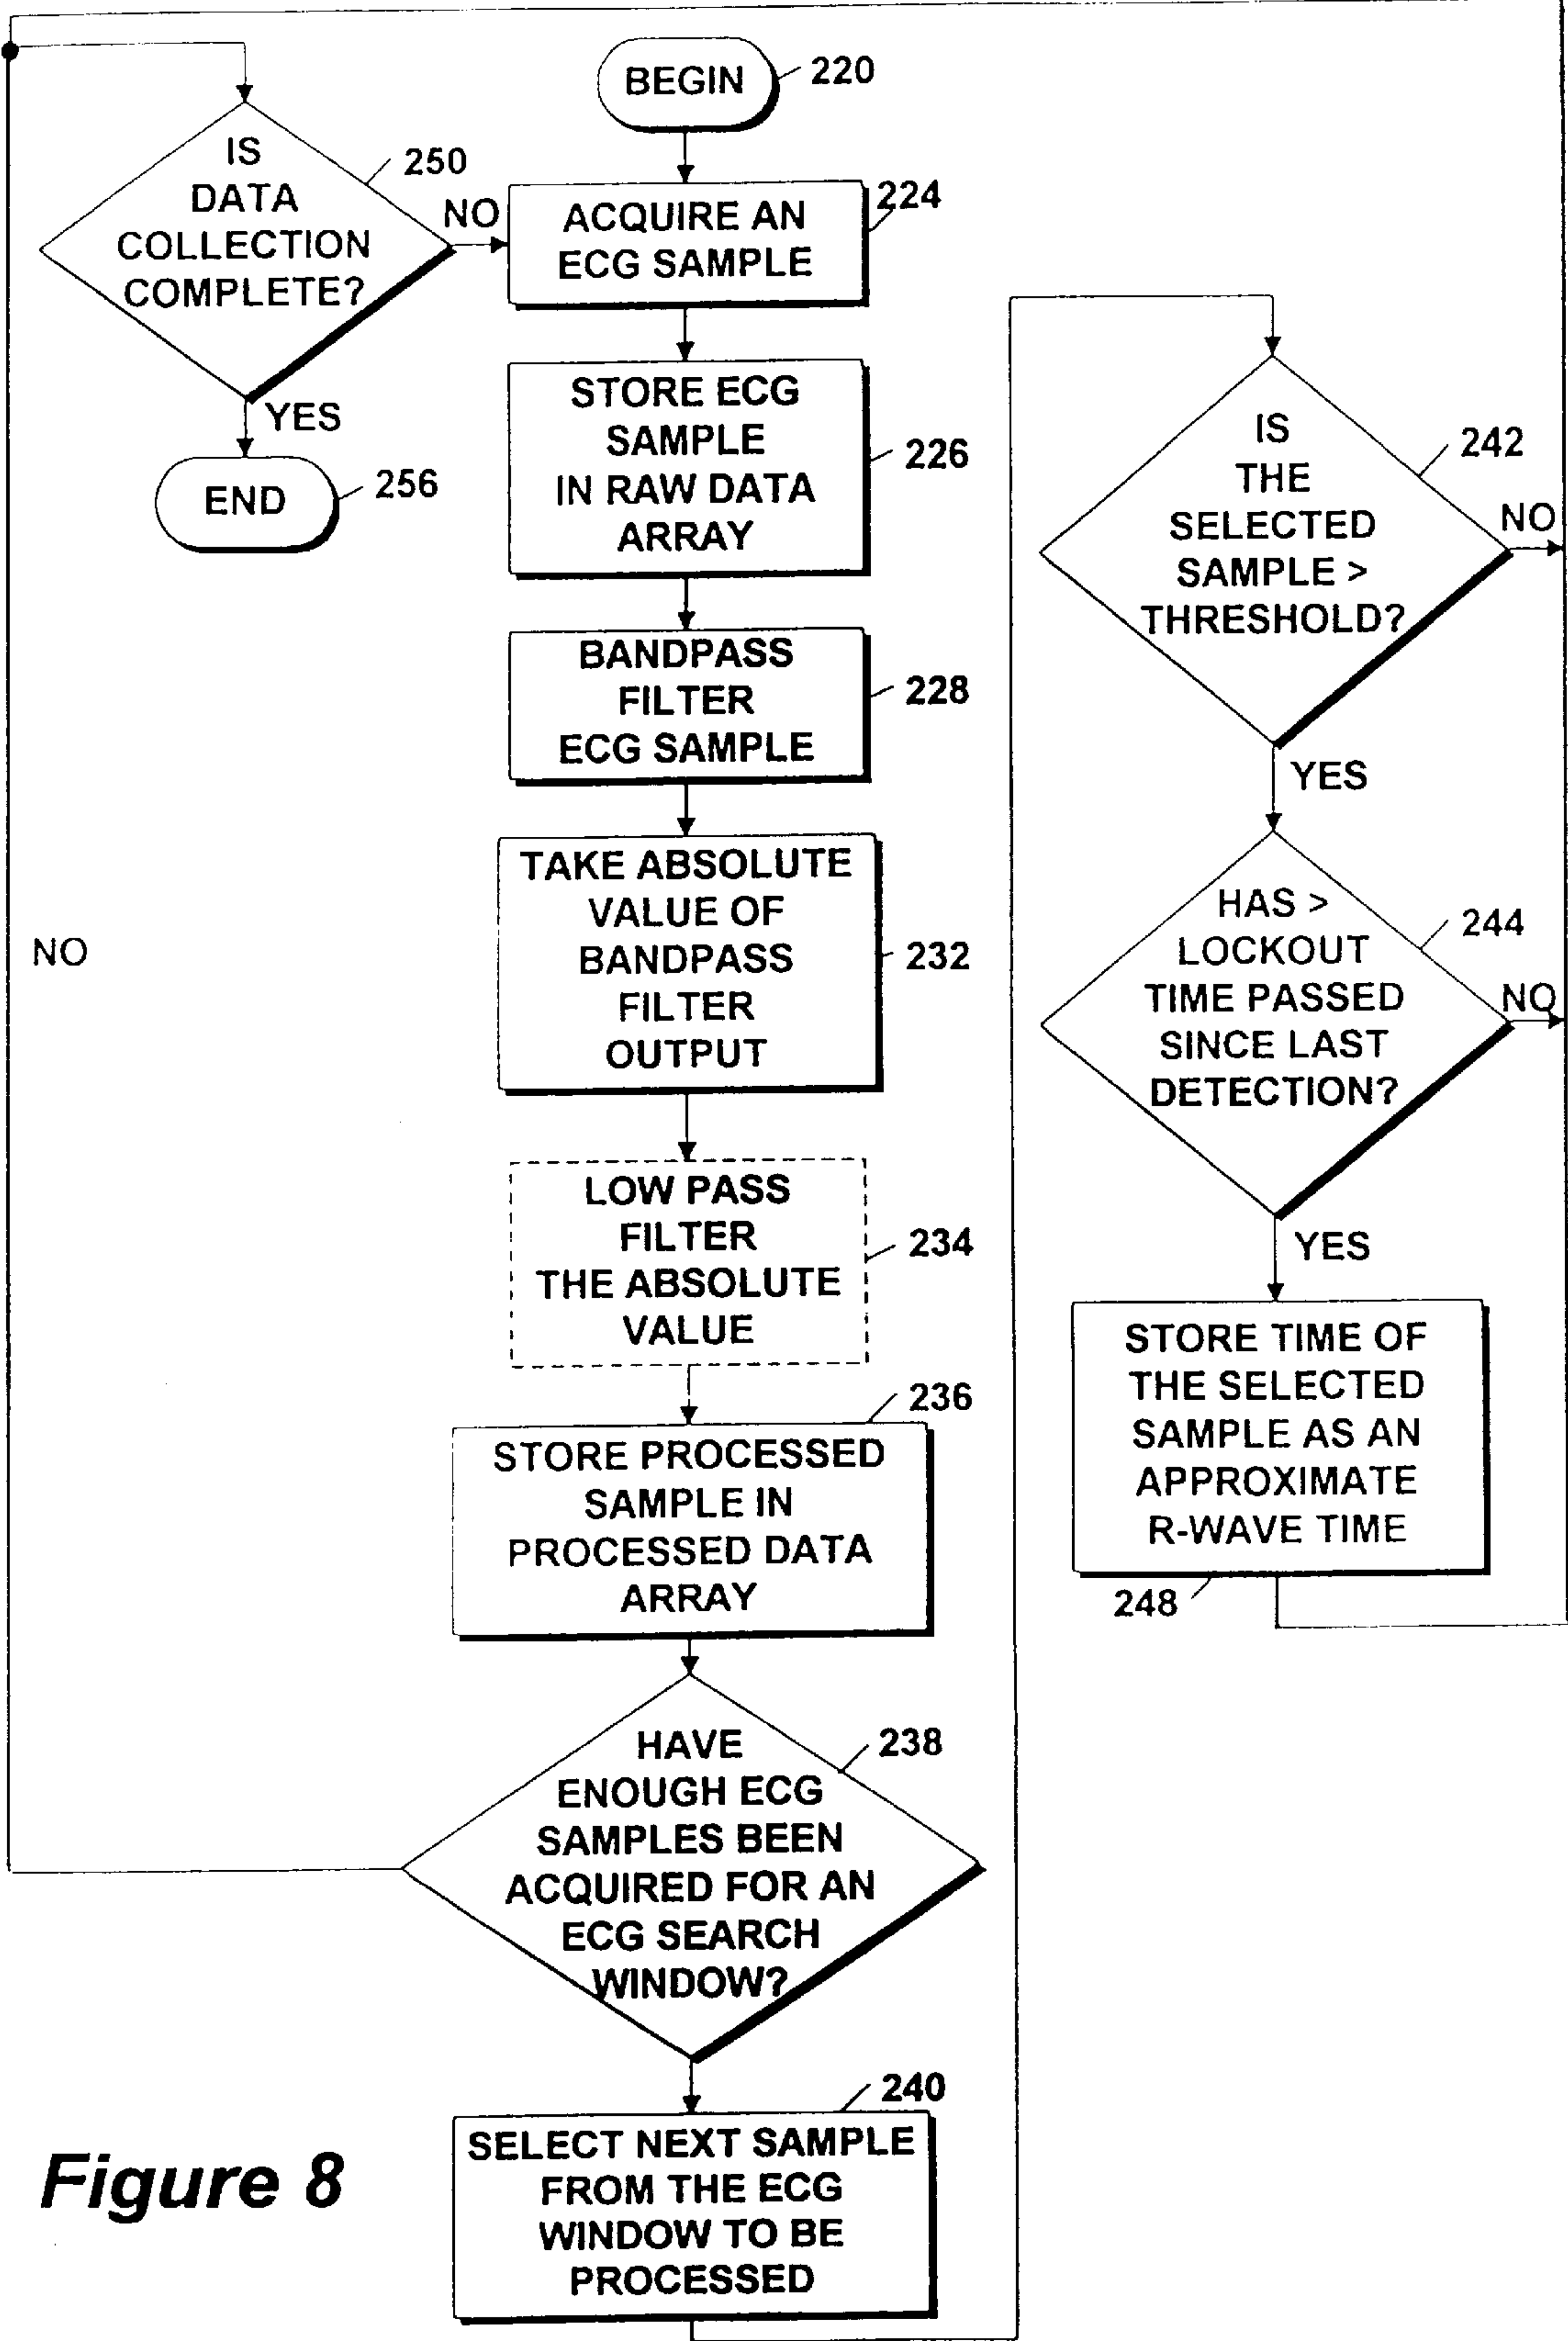 BEGIN
220
IS
DATA
COLLECTION
COMPLETE?
250
NO
YES
END
256
ACQUIRE AN
ECG SAMPLE
224
STORE ECG
SAMPLE
IN RAW DATA
ARRAY
226
BANDPASS
FILTER
ECG SAMPLE
228
TAKE ABSOLUTE
VALUE OF
BANDPASS
FILTER
OUTPUT
232
NO
LOW PASS
FILTER
THE ABSOLUTE
VALUE
234
236
STORE PROCESSED
SAMPLE IN
PROCESSED DATA
ARRAY
HAVE
ENOUGH ECG
SAMPLES BEEN
ACQUIRED FOR AN
ECG SEARCH
WINDOW?
238
240
SELECT NEXT SAMPLE
FROM THE ECG
WINDOW TO BE
PROCESSED
IS
THE
SELECTED
SAMPLE >
THRESHOLD?
242
NO
YES
HAS >
LOCKOUT
TIME PASSED
SINCE LAST
DETECTION?
244
NO
YES
STORE TIME OF
THE SELECTED
SAMPLE AS AN
APPROXIMATE
R-WAVE TIME
248
Figure 8